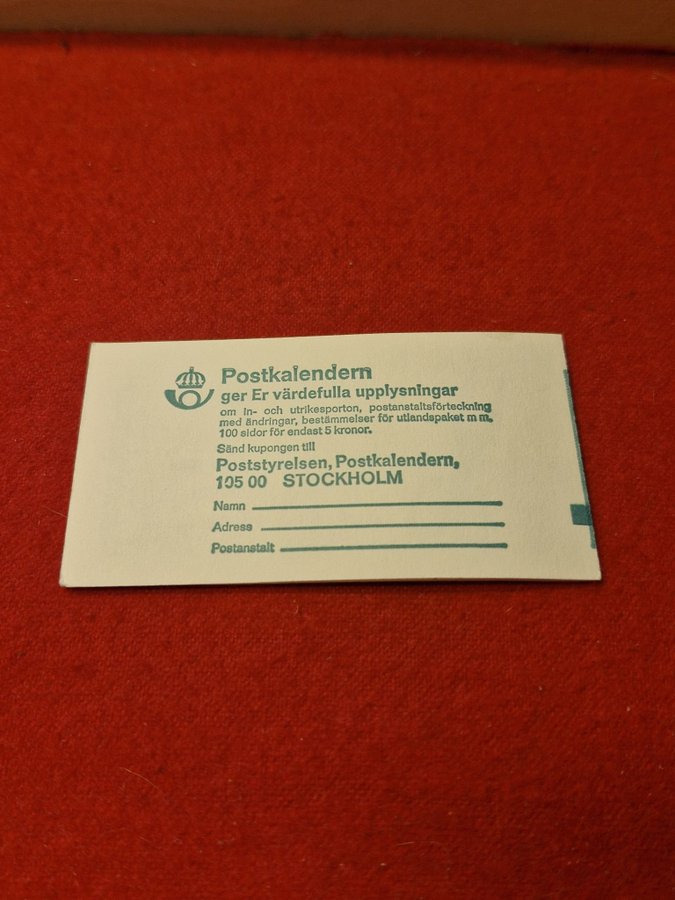 Postkalendern
ger Er värdefulla upplysningar
om in- och utrikesporton, postanstaltsförteckning
med ändringar, bestämmelser för utlandspaket m m,
100 sidor för endast 5 kronor.
Sänd kupongen till
Poststyrelsen, Postkalendern,
105 00 STOCKHOLM
Namn
Adress
Postanstalt